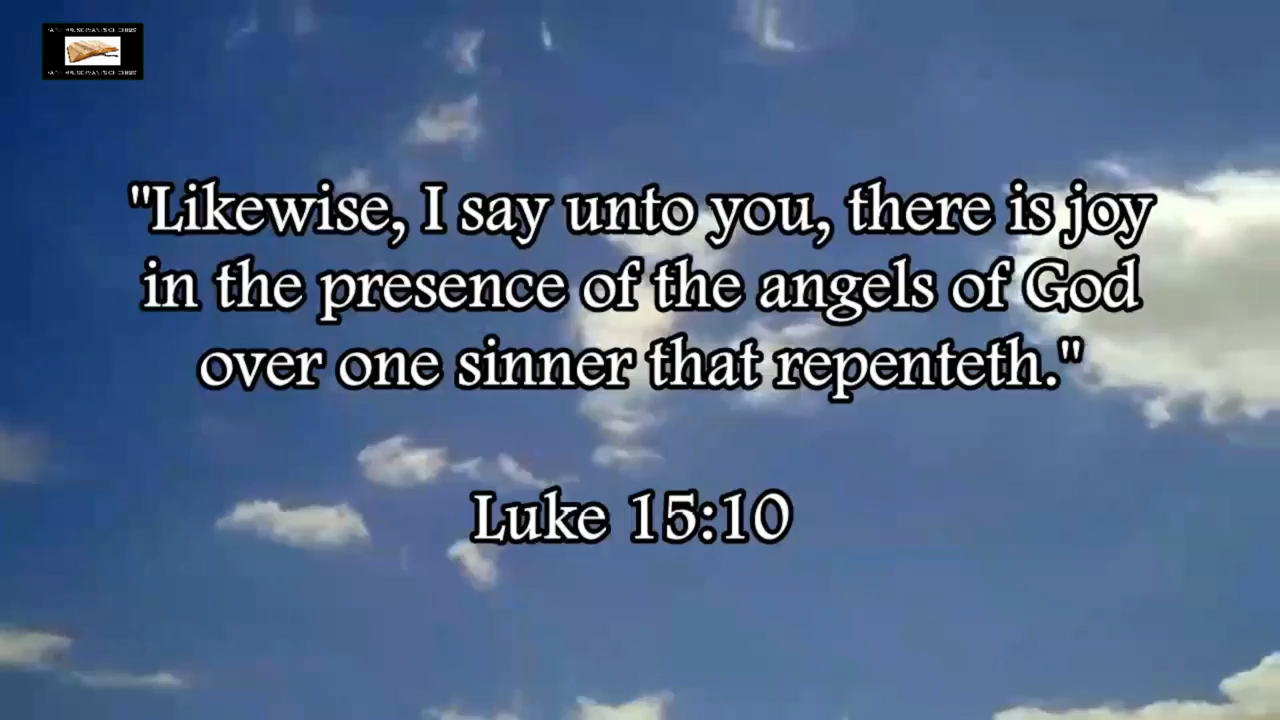 "Likewise, I say unto you, there is joy
in the presence of the angels of God
over one sinner that repenteth."
Luke 15:10